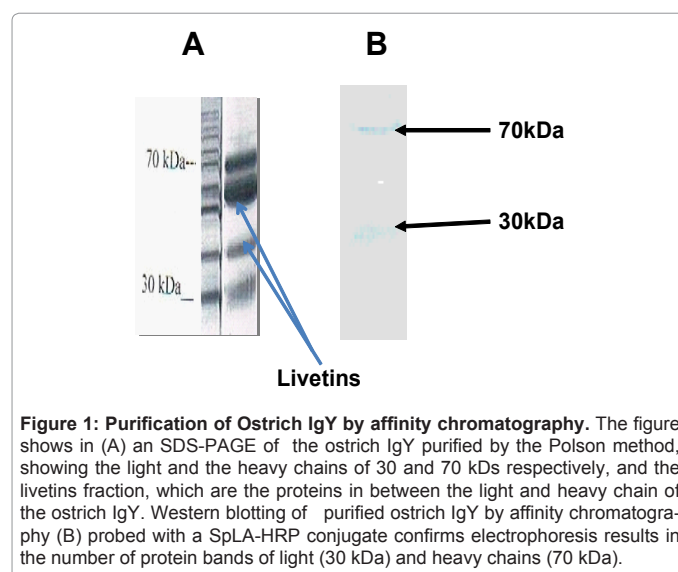 A
B
70 kDa---
70kDa
30kDa
30 kDa__
Livetins
Figure 1: Purification of Ostrich IgY by affinity chromatography. The figure
shows in (A) an SDS-PAGE of the ostrich IgY purified by the Polson method,
showing the light and the heavy chains of 30 and 70 kDs respectively, and the
livetins fraction, which are the proteins in between the light and heavy chain of
the ostrich IgY. Western blotting of purified ostrich IgY by affinity chromatogra-
phy (B) probed with a SpLA-HRP conjugate confirms electrophoresis results in
the number of protein bands of light (30 kDa) and heavy chains (70 kDa).